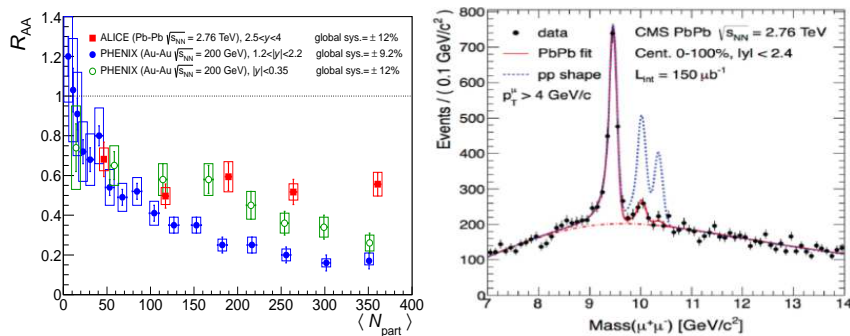 R_AA
1.4
1.2
1
0.8
0.6
0.4
0.2
0
ALICE (Pb-Pb √s_NN = 2.76 TeV), 2.5<y<4 global sys.= ± 12%
PHENIX (Au-Au √s_NN = 200 GeV), 1.2<|y|<2.2 global sys.= ± 9.2%
PHENIX (Au-Au √s_NN = 200 GeV), |y|<0.35 global sys.= ± 12%
0 50 100 150 200 250 300 350 400
⟨ N_part ⟩
Events / ( 0.1 GeV/c² )
800
700
600
500
400
300
200
100
0
data
PbPb fit
pp shape
p_T^μ > 4 GeV/c
CMS PbPb √s_NN = 2.76 TeV
Cent. 0-100%, |y| < 2.4
L_int = 150 μb⁻¹
7 8 9 10 11 12 13 14
Mass(μ⁺μ⁻) [GeV/c²]